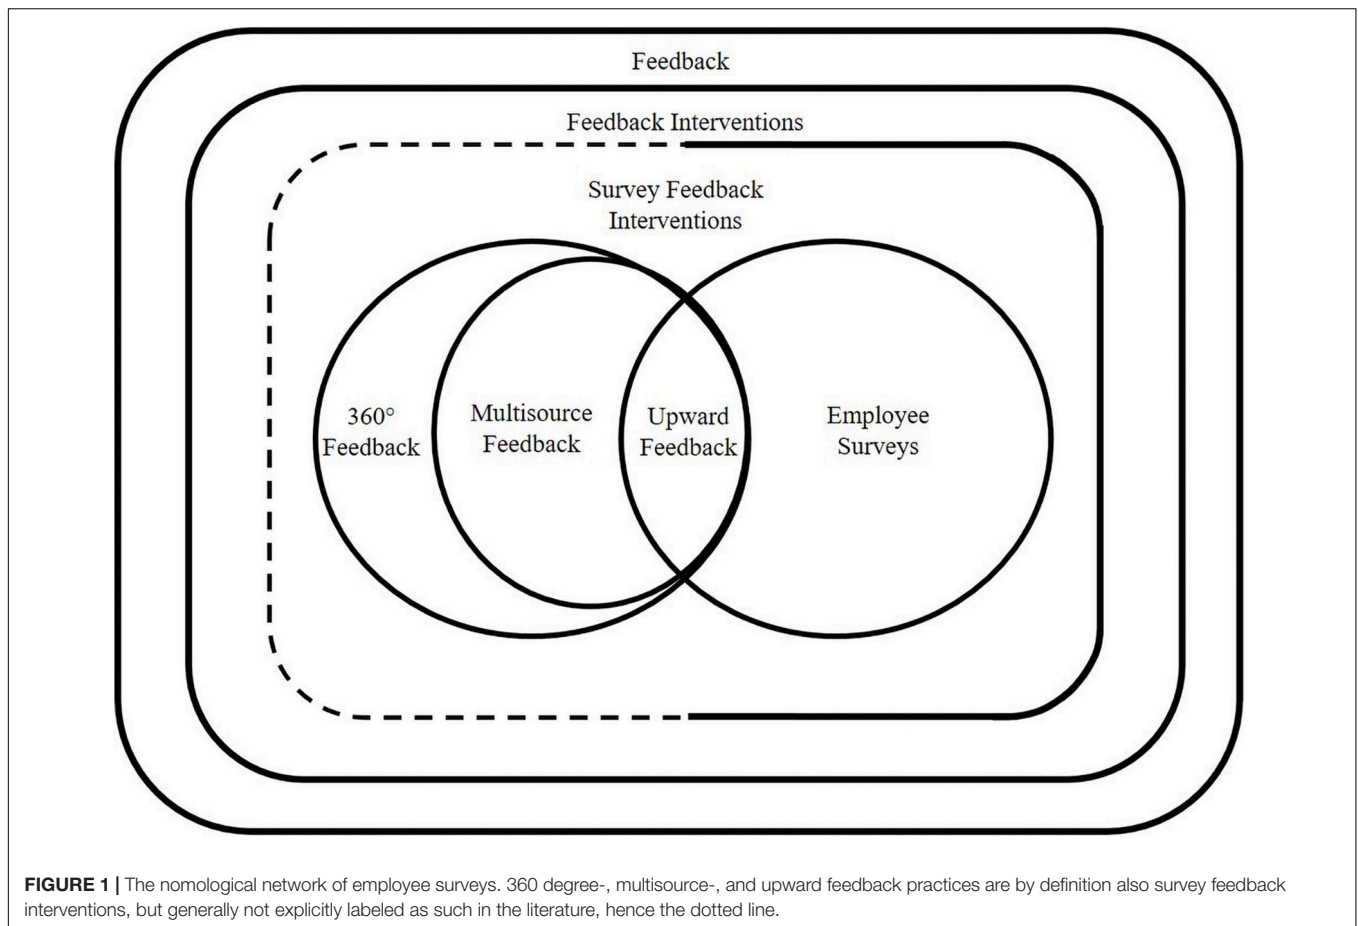 Feedback
Feedback Interventions
Survey Feedback
Interventions
360°
Feedback
Multisource
Feedback
Upward
Feedback
Employee
Surveys
FIGURE 1 | The nomological network of employee surveys. 360 degree-, multisource-, and upward feedback practices are by definition also survey feedback
interventions, but generally not explicitly labeled as such in the literature, hence the dotted line.